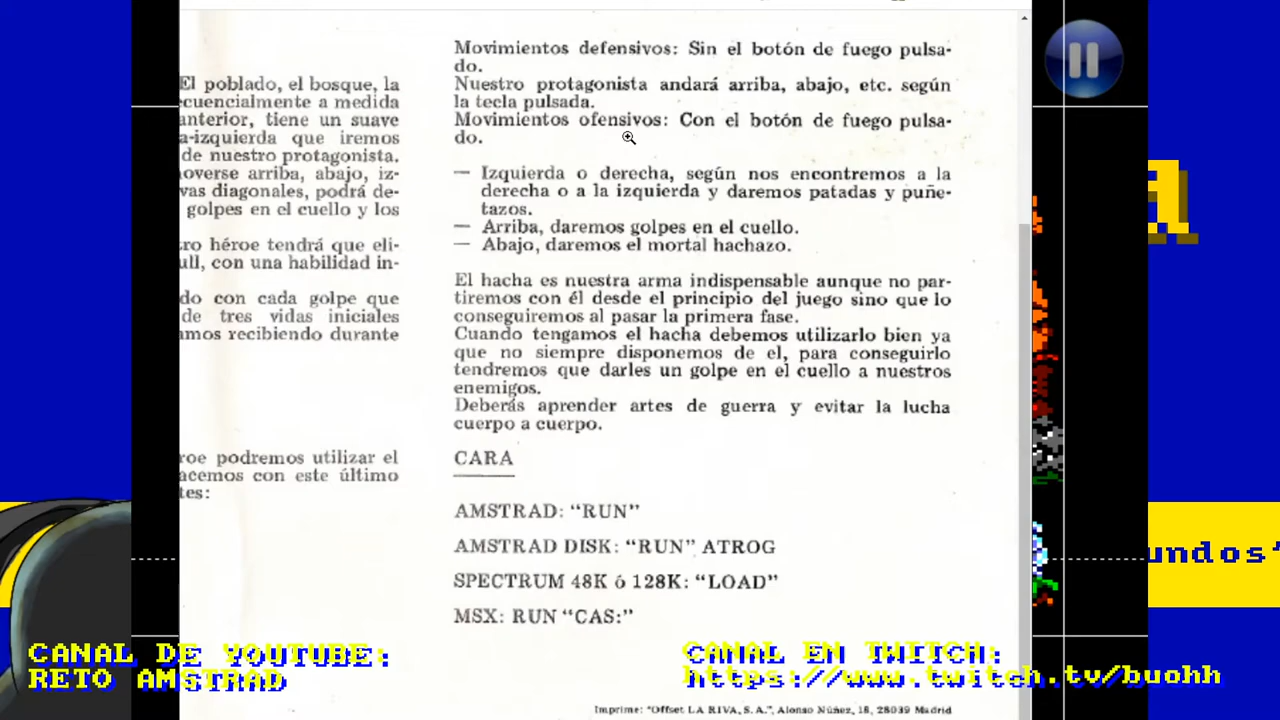 El poblado, el bosque, la
cuencialmente a medida
anterior, tiene un suave
a-izquierda que iremos
de nuestro protagonista.
overse arriba, abajo, iz-
vas diagonales, podrá de-
golpes en el cuello y los
ro héroe tendrá que eli-
ull, con una habilidad in-
do con cada golpe que
de tres vidas iniciales
amos recibiendo durante
roe podremos utilizar el
acemos con este último
tes:
Movimientos defensivos: Sin el botón de fuego pulsa-
do.
Nuestro protagonista andará arriba, abajo, etc. según
la tecla pulsada.
Movimientos ofensivos: Con el botón de fuego pulsa-
do.
— Izquierda o derecha, según nos encontremos a la
derecha o a la izquierda y daremos patadas y puñe-
tazos.
— Arriba, daremos golpes en el cuello.
— Abajo, daremos el mortal hachazo.
El hacha es nuestra arma indispensable aunque no par-
tiremos con él desde el principio del juego sino que lo
conseguiremos al pasar la primera fase.
Cuando tengamos el hacha debemos utilizarlo bien ya
que no siempre disponemos de el, para conseguirlo
tendremos que darles un golpe en el cuello a nuestros
enemigos.
Deberás aprender artes de guerra y evitar la lucha
cuerpo a cuerpo.
CARA
AMSTRAD: “RUN”
AMSTRAD DISK: “RUN” ATROG
SPECTRUM 48K ó 128K: “LOAD”
MSX: RUN “CAS:”
Imprime: “Offset LA RIVA, S. A.”, Alonso Núñez, 18, 28039 Madrid
a
undos"
CANAL DE YOUTUBE:
RETO AMSTRAD
CANAL EN TWITCH:
https://www.twitch.tv/buohh